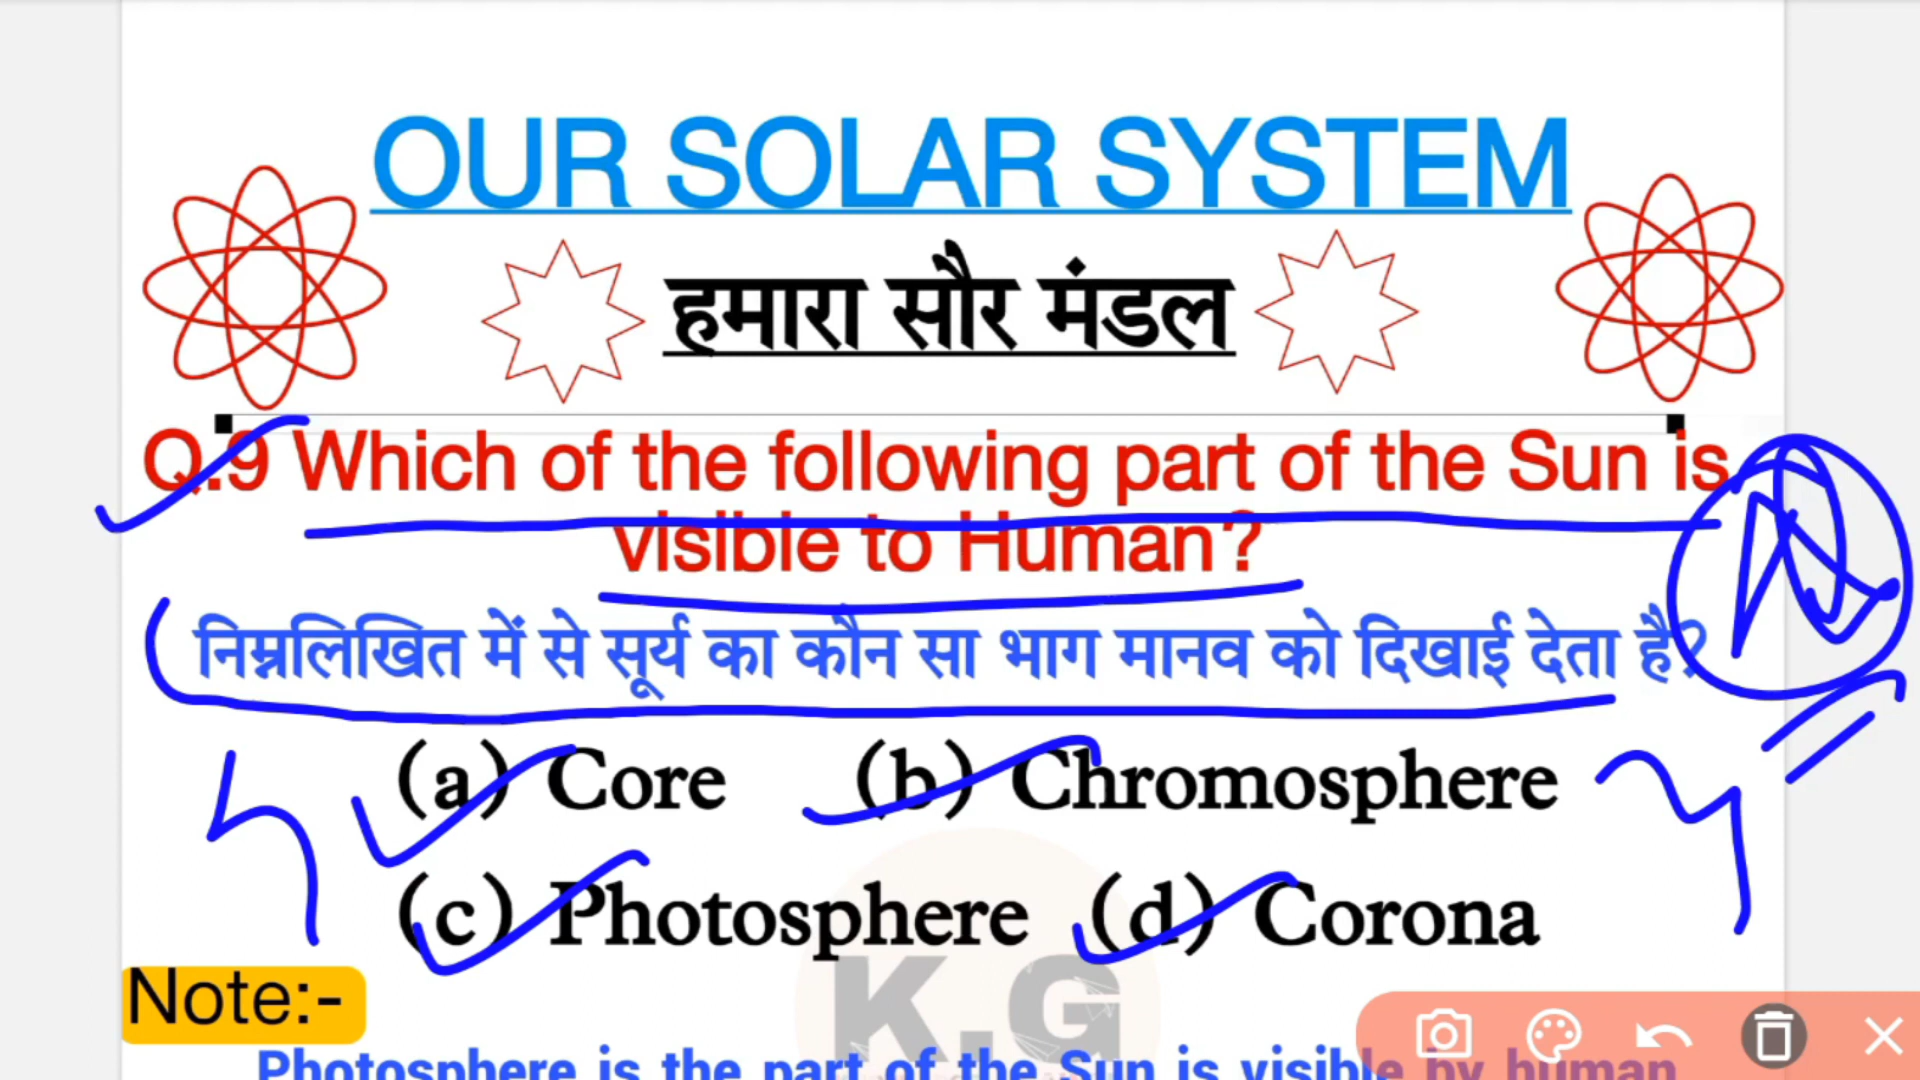 OUR SOLAR SYSTEM
हमारा सौर मंडल
Q.9 Which of the following part of the Sun is
visible to Human?
निम्नलिखित में से सूर्य का कौन सा भाग मानव को दिखाई देता है?
(a) Core (b) Chromosphere
(c) Photosphere (d) Corona
K.G
Note:-
Photosphere is the part of the Sun is visible by human